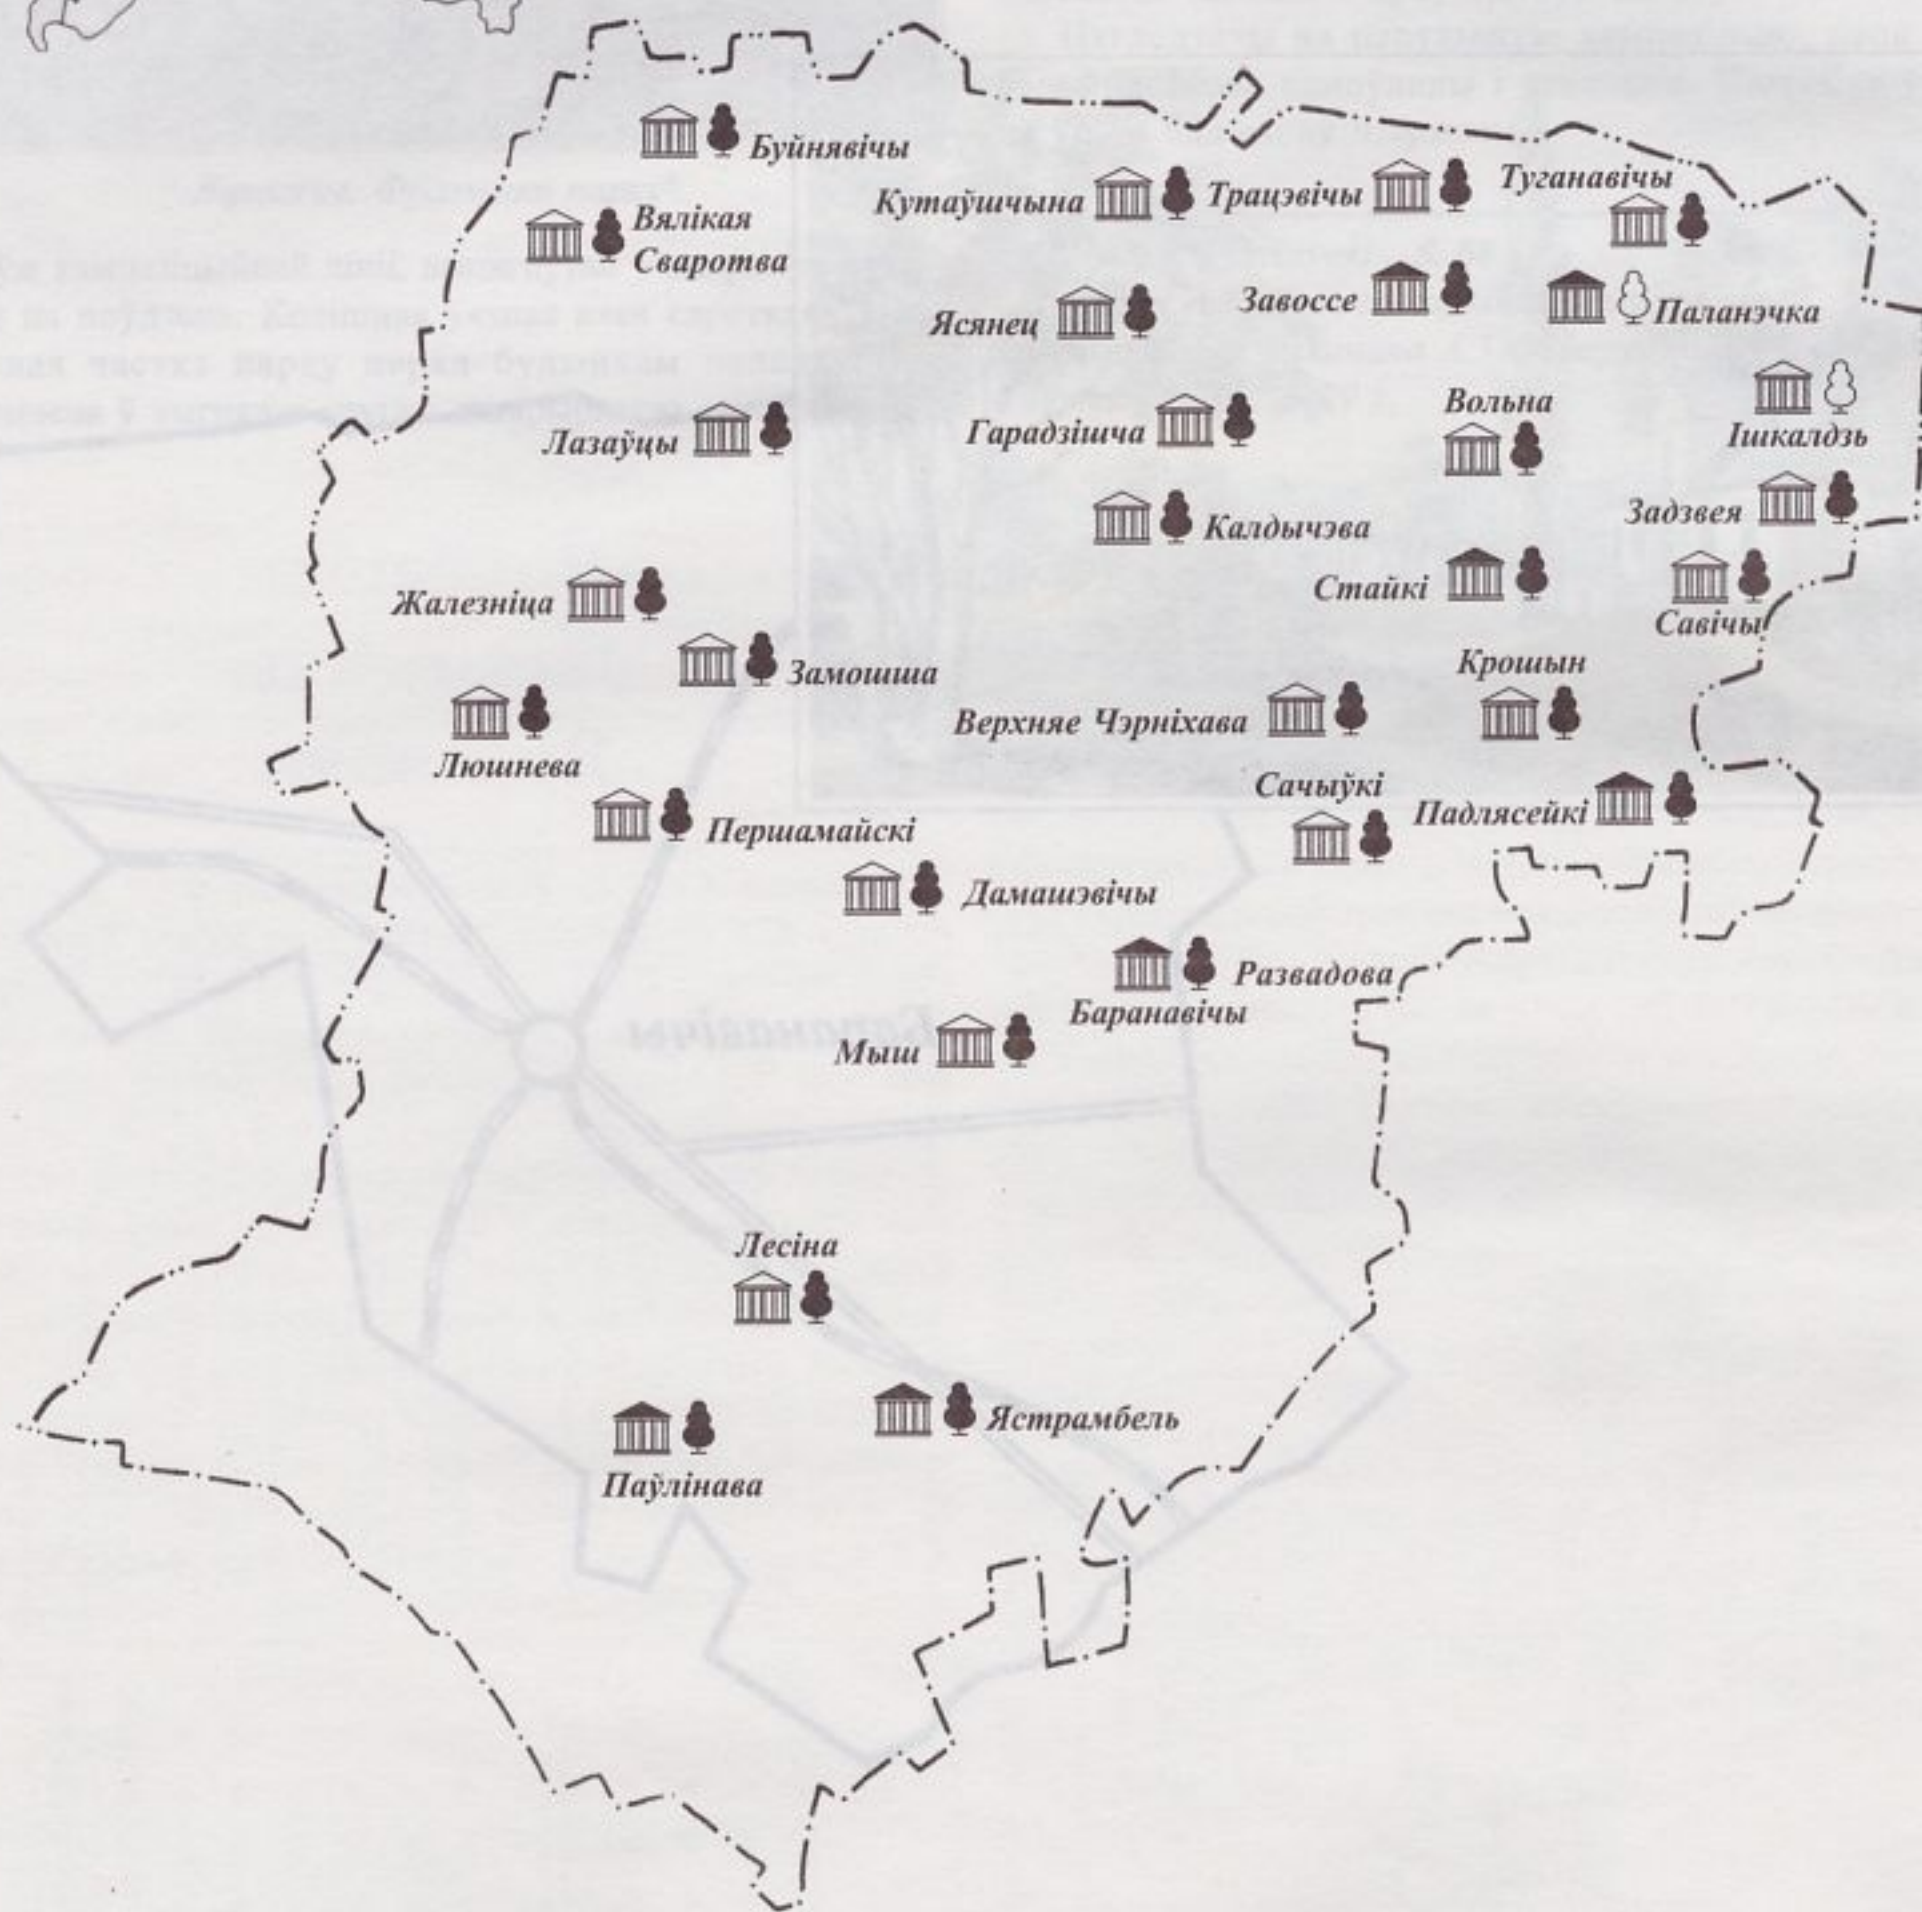 Буйнявічы
Вялікая
Сваротва
Кутаўшчына
Трацэвічы
Туганавічы
Ясянец
Завоссе
Паланэчка
Лазаўцы
Гарадзішча
Вольна
Ішкалдзь
Калдычэва
Задзвея
Жалезніца
Стайкі
Савічы
Замошша
Крошын
Люшнева
Верхняе Чэрніхава
Першамайскі
Сачыўкі
Падлясейкі
Дамашэвічы
Развадова
Баранавічы
Мыш
Баранавічы
Лесіна
Ястрамбель
Паўлінава